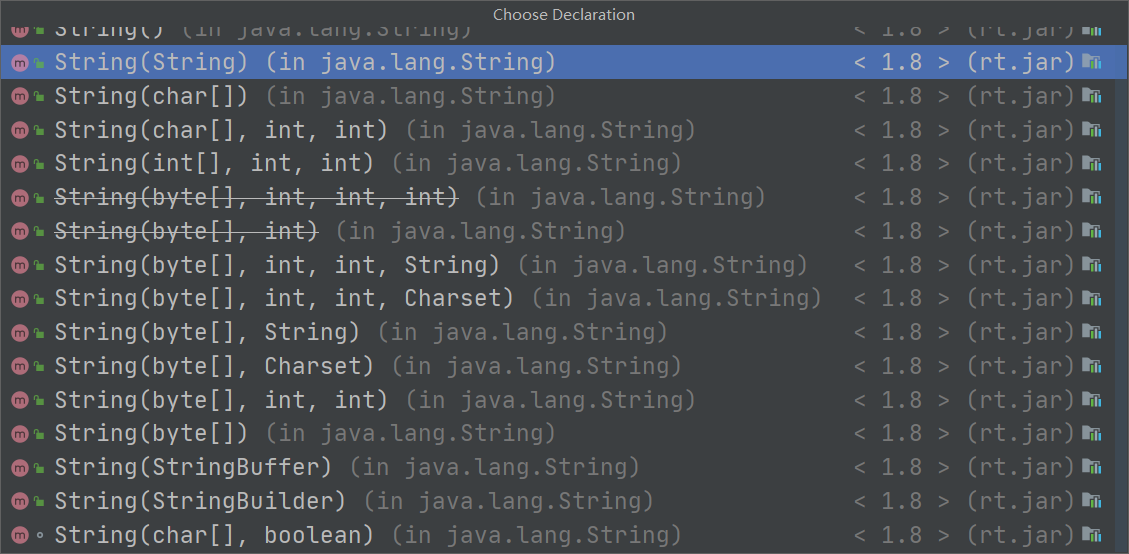 Choose Declaration
String() (in java.lang.String) < 1.8 > (rt.jar)
String(String) (in java.lang.String) < 1.8 > (rt.jar)
String(char[]) (in java.lang.String) < 1.8 > (rt.jar)
String(char[], int, int) (in java.lang.String) < 1.8 > (rt.jar)
String(int[], int, int) (in java.lang.String) < 1.8 > (rt.jar)
String(byte[], int, int, int) (in java.lang.String) < 1.8 > (rt.jar)
String(byte[], int) (in java.lang.String) < 1.8 > (rt.jar)
String(byte[], int, int, String) (in java.lang.String) < 1.8 > (rt.jar)
String(byte[], int, int, Charset) (in java.lang.String) < 1.8 > (rt.jar)
String(byte[], String) (in java.lang.String) < 1.8 > (rt.jar)
String(byte[], Charset) (in java.lang.String) < 1.8 > (rt.jar)
String(byte[], int, int) (in java.lang.String) < 1.8 > (rt.jar)
String(byte[]) (in java.lang.String) < 1.8 > (rt.jar)
String(StringBuffer) (in java.lang.String) < 1.8 > (rt.jar)
String(StringBuilder) (in java.lang.String) < 1.8 > (rt.jar)
String(char[], boolean) (in java.lang.String) < 1.8 > (rt.jar)